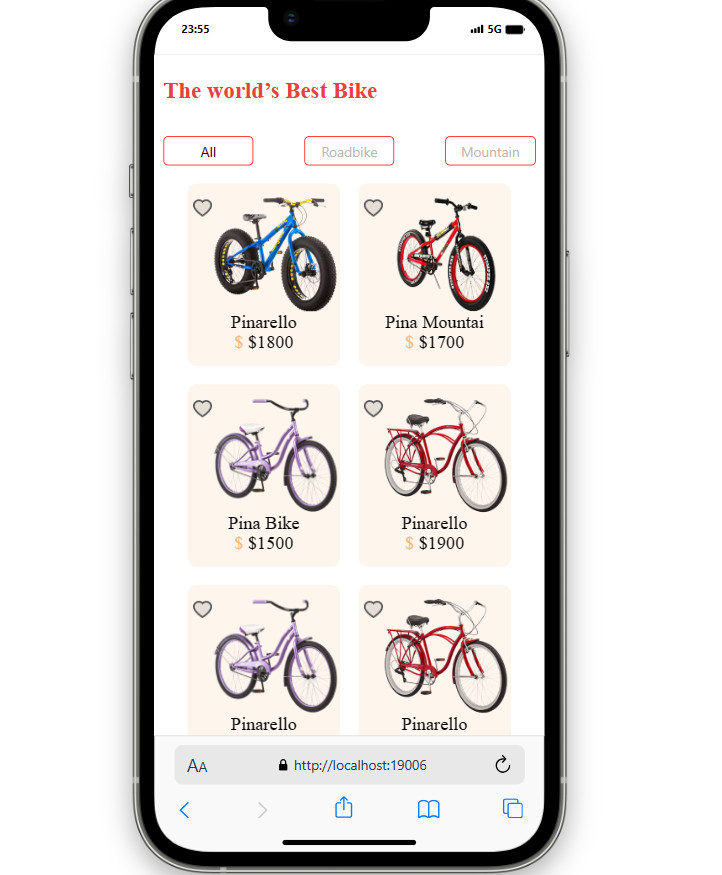 23:55 5G
The world’s Best Bike
All Roadbike Mountain
Pinarello Pina Mountai
$ $1800 $ $1700
Pina Bike Pinarello
$ $1500 $ $1900
Pinarello Pinarello
AA http://localhost:19006